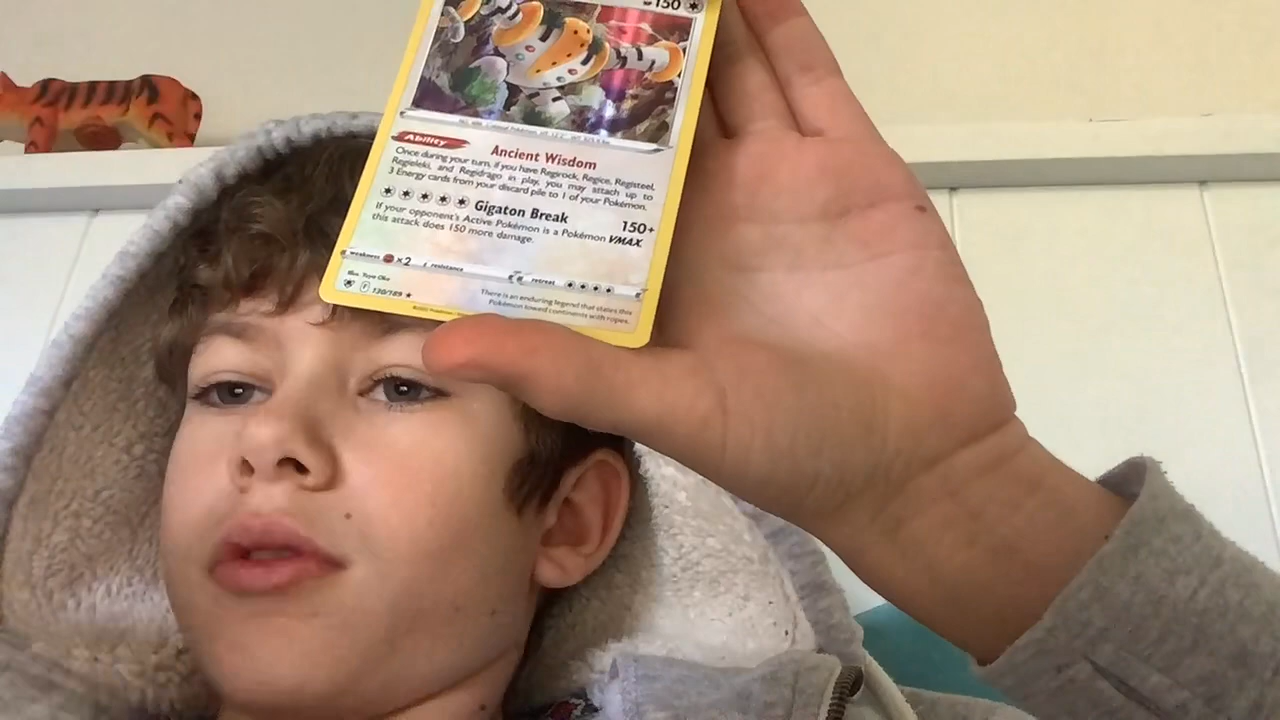 150
Ability Ancient Wisdom
Once during your turn, if you have Regirock, Regice, Registeel,
Regieleki, and Regidrago in play, you may attach up to
3 Energy cards from your discard pile to 1 of your Pokémon.
Gigaton Break 150+
If your opponent's Active Pokémon is a Pokémon VMAX,
this attack does 150 more damage.
weakness ×2 resistance retreat
Illus.
F 130/189 ★
There is an enduring legend that states this
Pokémon towed continents with ropes.